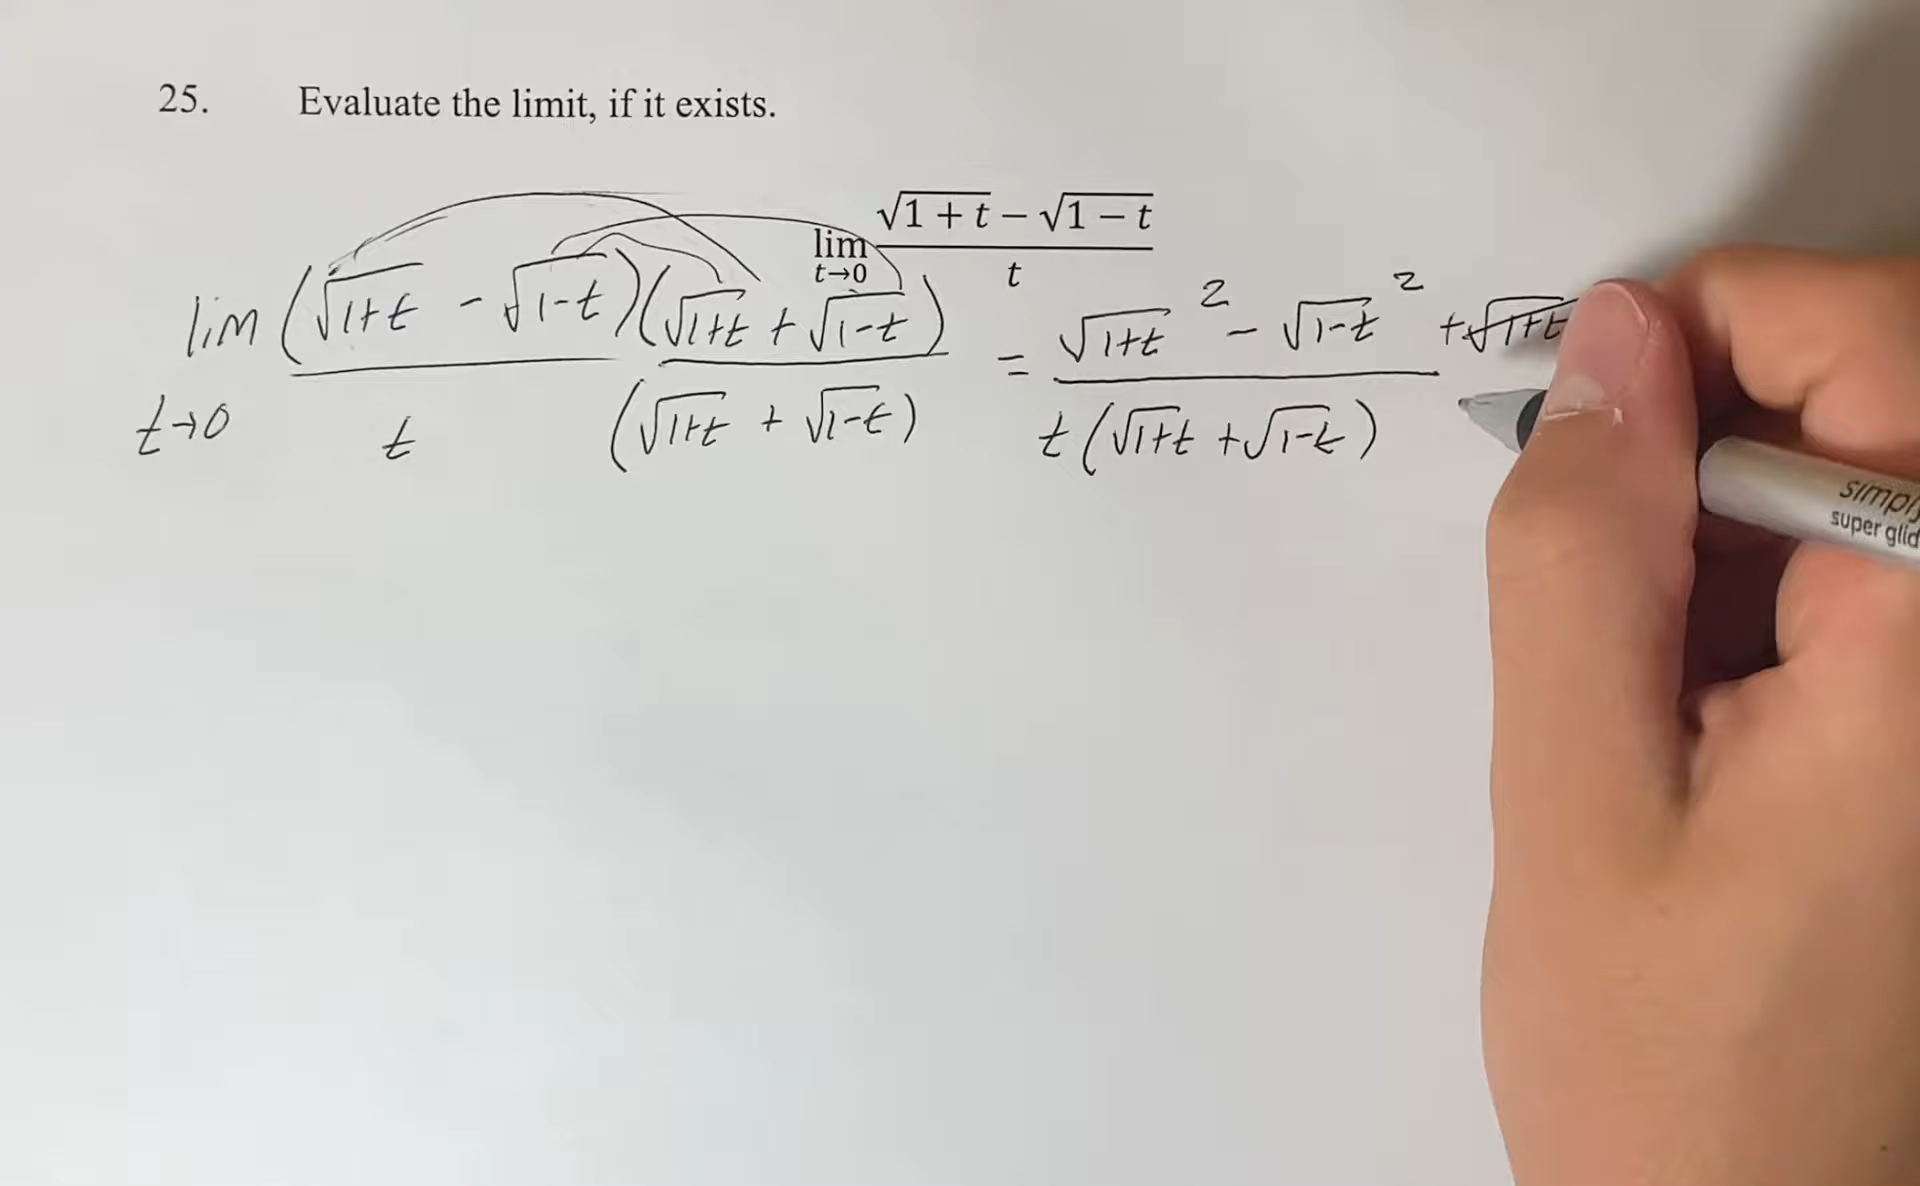 25. Evaluate the limit, if it exists.
lim t→0 (√(1+t) − √(1−t))/t
lim t→0 (√(1+t) - √(1-t))(√(1+t) + √(1-t)) / t (√(1+t) + √(1-t)) = √(1+t)² - √(1-t)² + √(1+t) / t(√(1+t) + √(1-t))
simply
super glid